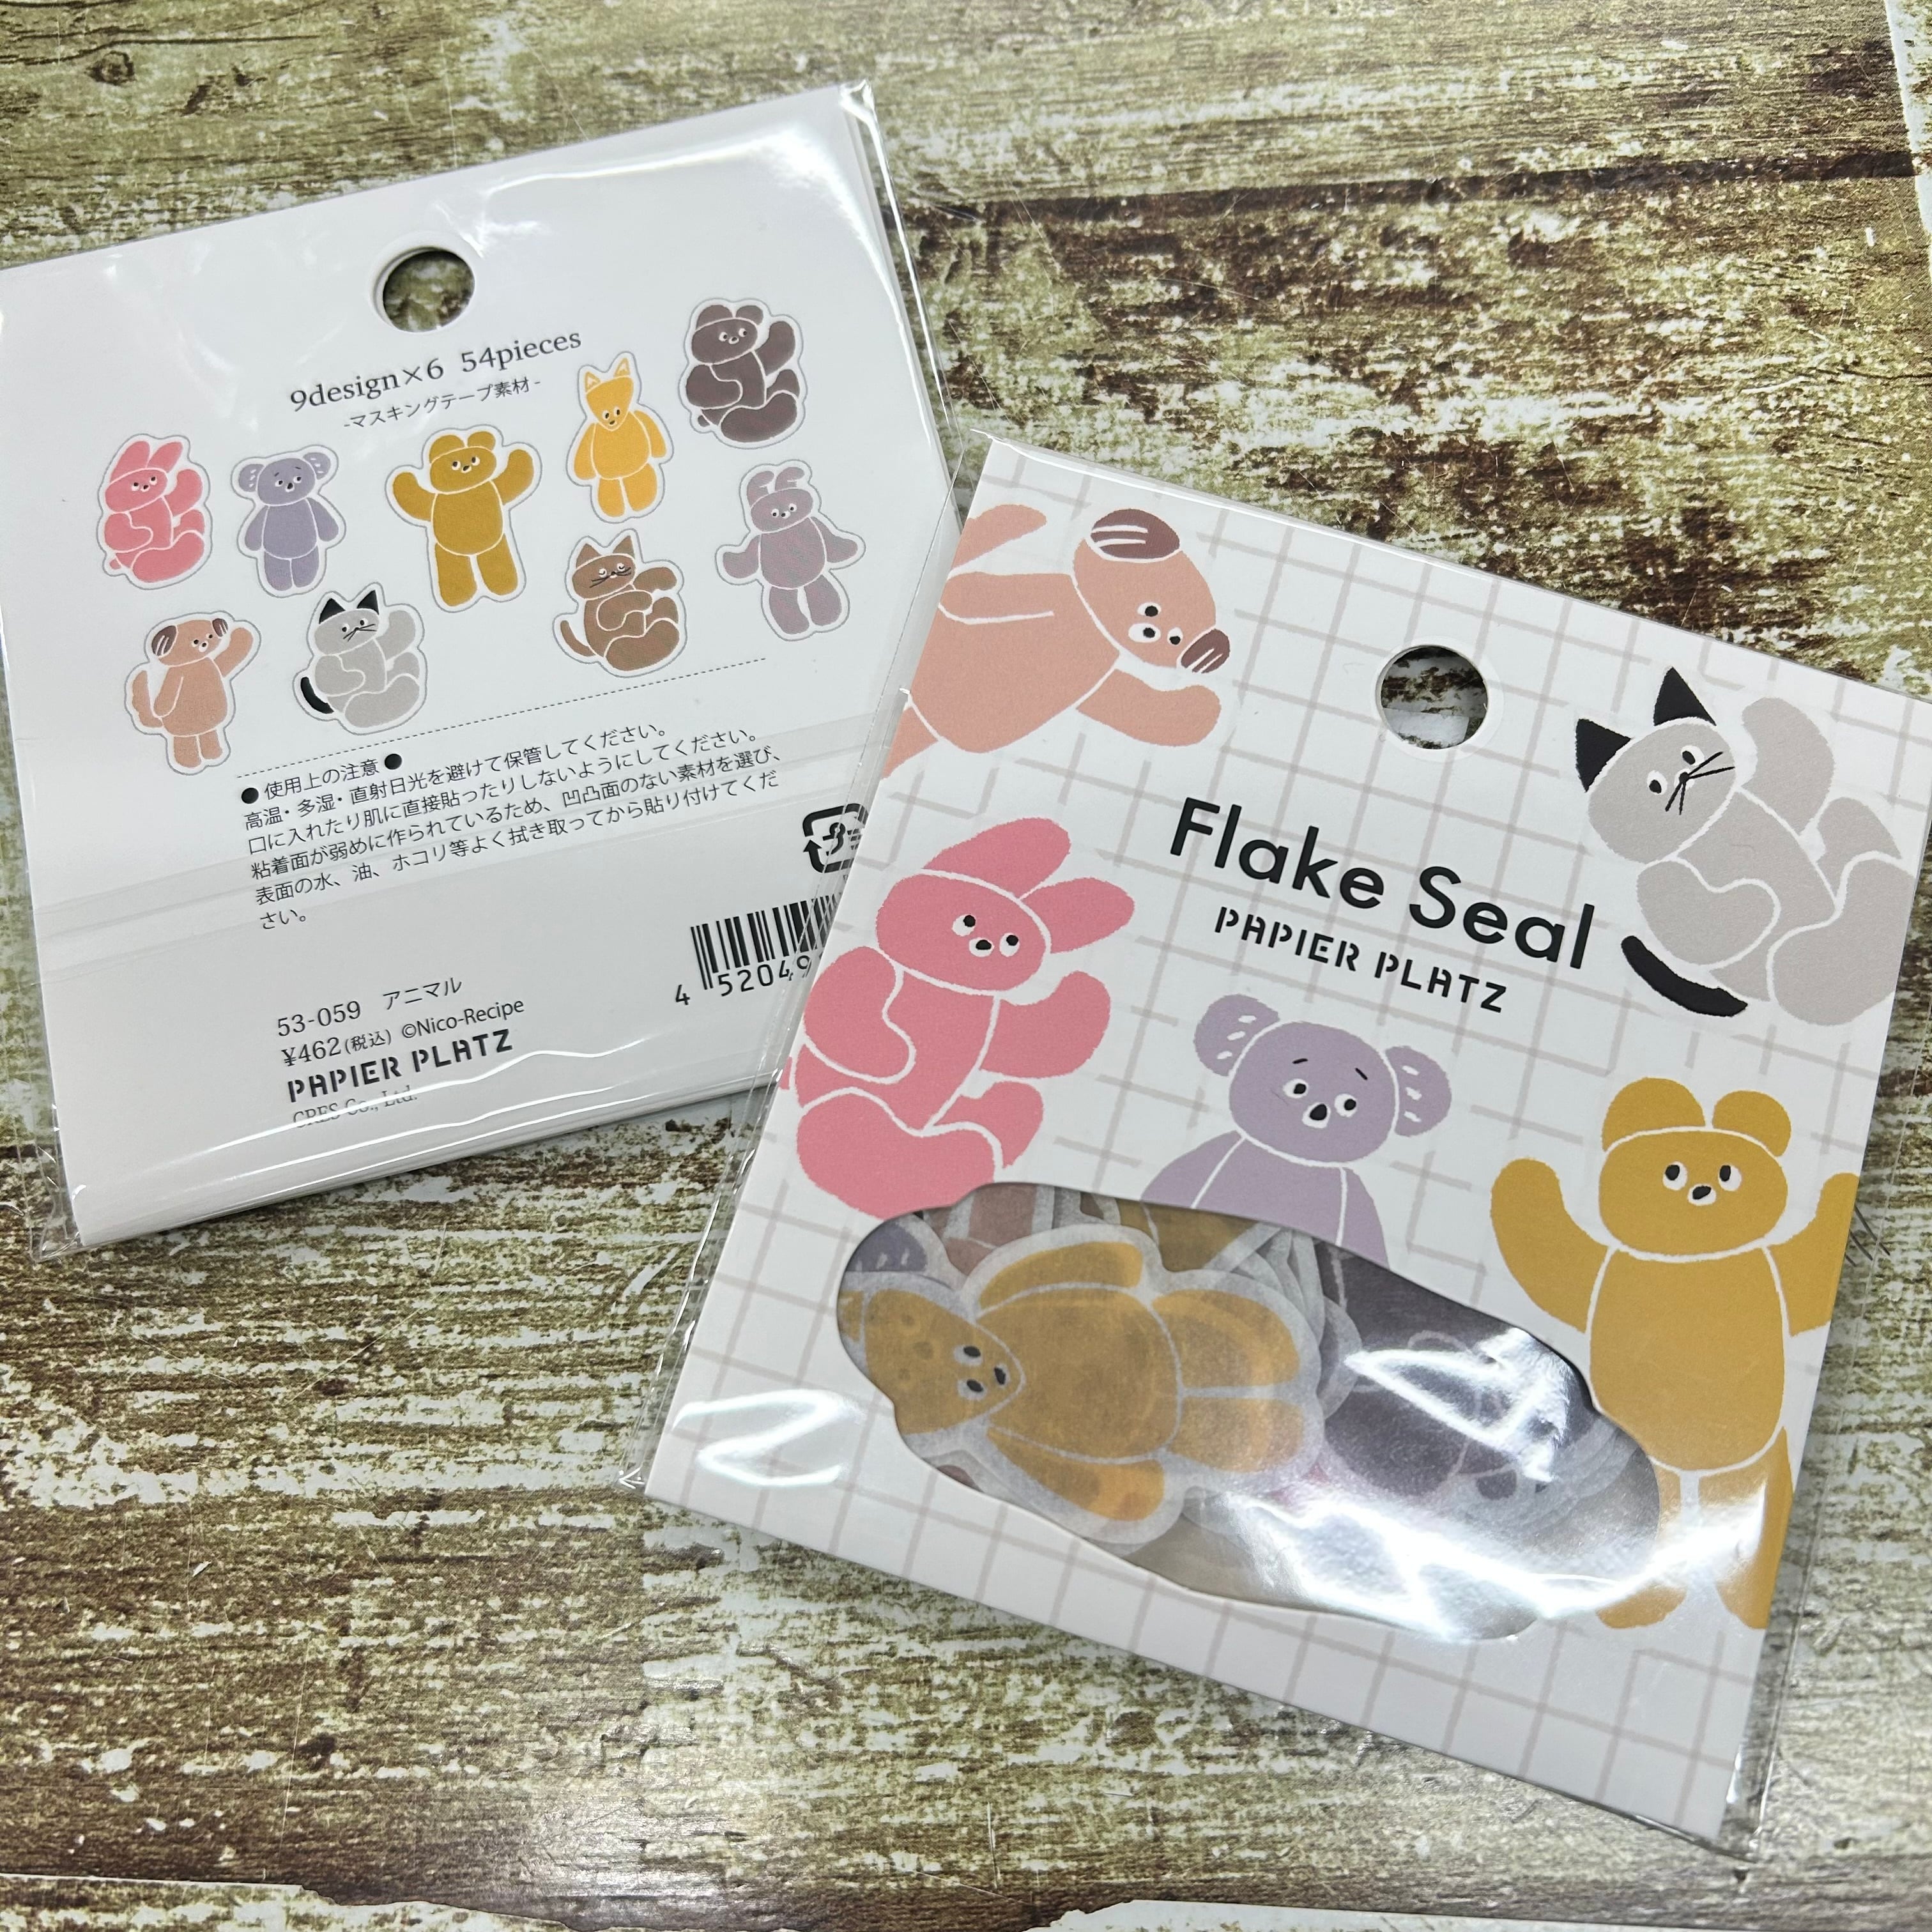 9design×6 54pieces
-マスキングテープ素材-
●使用上の注意●
高温・多湿・直射日光を避けて保管してください。
口に入れたり肌に直接貼ったりしないようにしてください。
粘着面が弱めに作られているため、凹凸面のない素材を選び、
表面の水、油、ホコリ等よく拭き取ってから貼り付けてくだ
さい。
4 52049
53-059 アニマル
¥462(税込) ©Nico-Recipe
PAPIER PLATZ
CRES Co., Ltd.
Flake Seal
PAPIER PLATZ